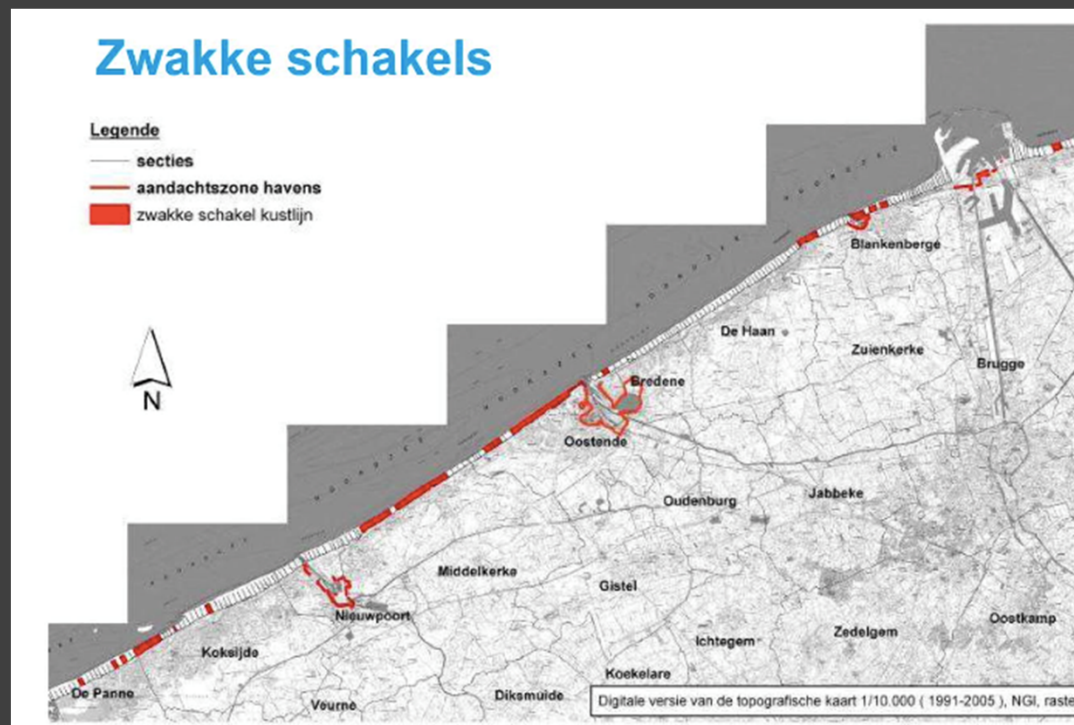 Zwakke schakels
Legende
secties
aandachtszone havens
zwakke schakel kustlijn
N
Blankenberge
De Haan
Zuienkerke
Brugge
Bredene
Oostende
Oudenburg
Jabbeke
Middelkerke
Gistel
Nieuwpoort
Oostkamp
Zedelgem
Ichtegem
Koksijde
Koekelare
De Panne
Diksmuide
Veurne
Digitale versie van de topografische kaart 1/10.000 ( 1991-2005 ), NGI, raste